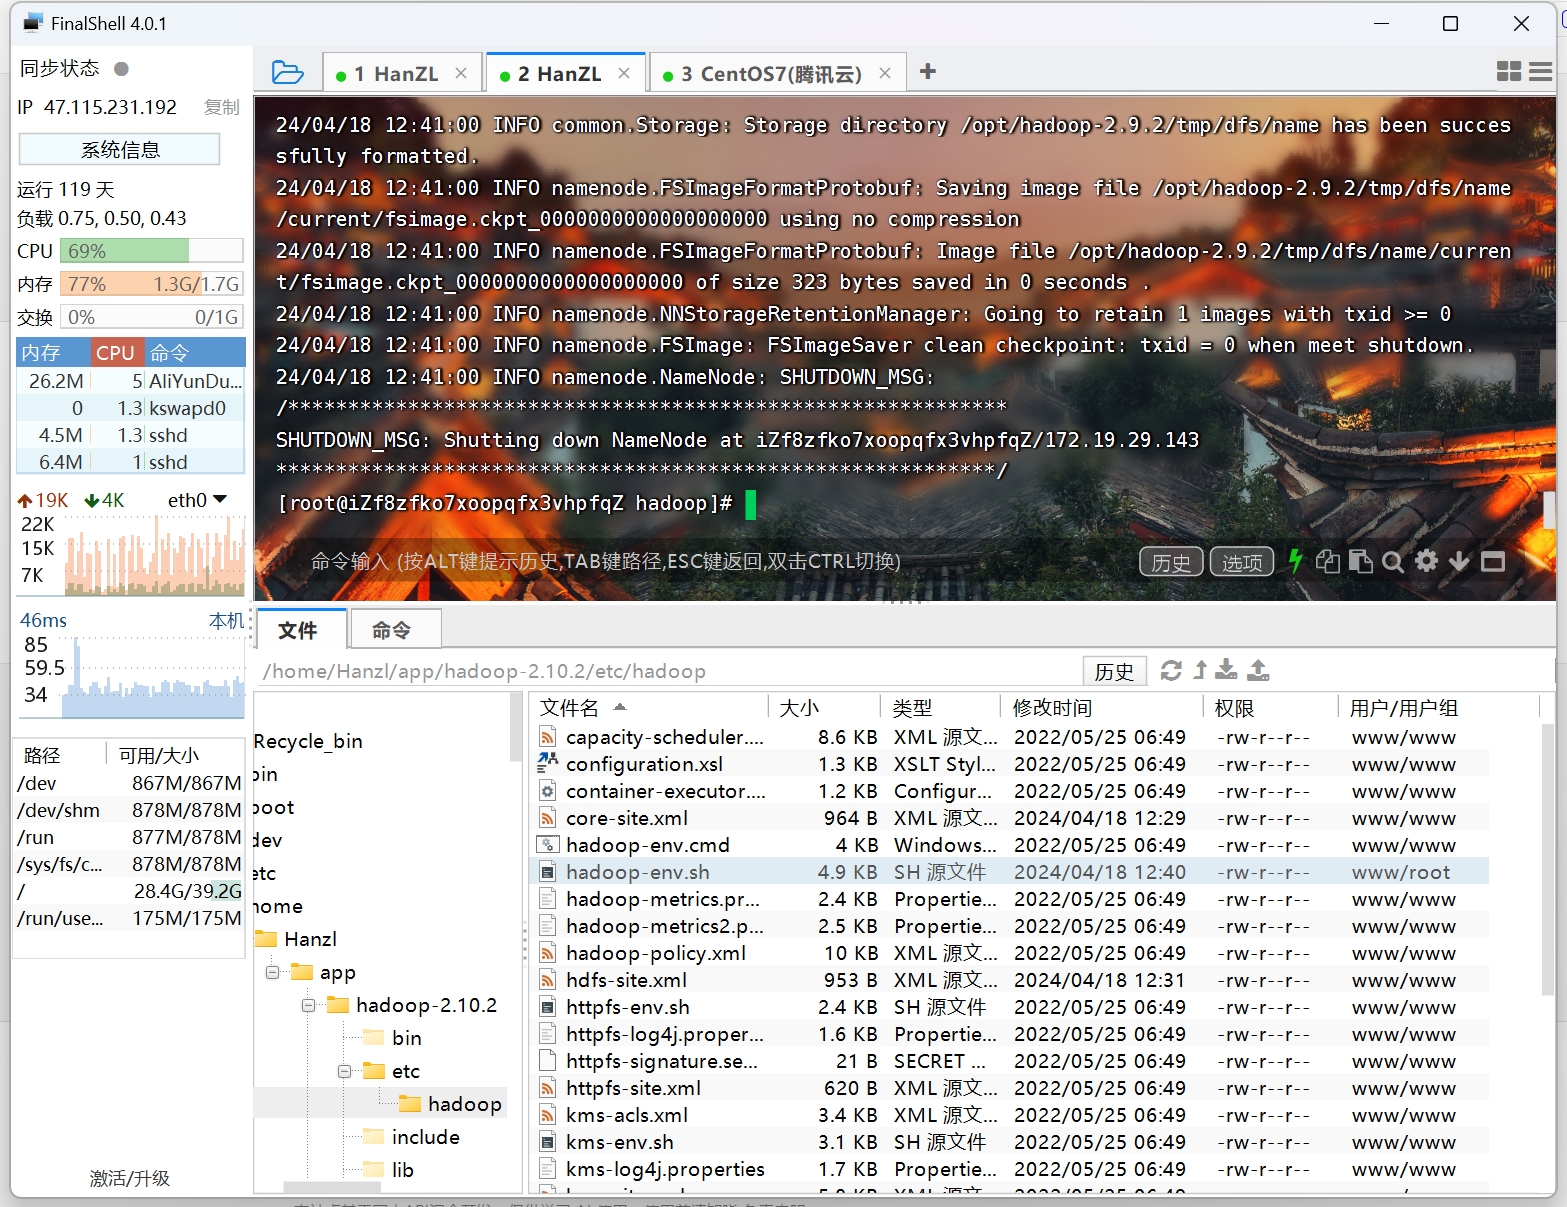 FinalShell 4.0.1
同步状态
IP 47.115.231.192 复制
系统信息
运行 119 天
负载 0.75, 0.50, 0.43
CPU 69%
内存 77% 1.3G/1.7G
交换 0% 0/1G
内存 CPU 命令
26.2M 5 AliYunDu...
0 1.3 kswapd0
4.5M 1.3 sshd
6.4M 1 sshd
19K 4K eth0
22K
15K
7K
46ms 本机
85
59.5
34
路径 可用/大小
/dev 867M/867M
/dev/shm 878M/878M
/run 877M/878M
/sys/fs/c... 878M/878M
/ 28.4G/39.2G
/run/use... 175M/175M
激活/升级
1 HanZL
2 HanZL
3 CentOS7(腾讯云)
24/04/18 12:41:00 INFO common.Storage: Storage directory /opt/hadoop-2.9.2/tmp/dfs/name has been succes
sfully formatted.
24/04/18 12:41:00 INFO namenode.FSImageFormatProtobuf: Saving image file /opt/hadoop-2.9.2/tmp/dfs/name
/current/fsimage.ckpt_0000000000000000000 using no compression
24/04/18 12:41:00 INFO namenode.FSImageFormatProtobuf: Image file /opt/hadoop-2.9.2/tmp/dfs/name/curren
t/fsimage.ckpt_0000000000000000000 of size 323 bytes saved in 0 seconds .
24/04/18 12:41:00 INFO namenode.NNStorageRetentionManager: Going to retain 1 images with txid >= 0
24/04/18 12:41:00 INFO namenode.FSImage: FSImageSaver clean checkpoint: txid = 0 when meet shutdown.
24/04/18 12:41:00 INFO namenode.NameNode: SHUTDOWN_MSG:
/************************************************************
SHUTDOWN_MSG: Shutting down NameNode at iZf8zfko7xoopqfx3vhpfqZ/172.19.29.143
************************************************************/
[root@iZf8zfko7xoopqfx3vhpfqZ hadoop]#
命令输入 (按ALT键提示历史,TAB键路径,ESC键返回,双击CTRL切换) 历史 选项
文件 命令
/home/Hanzl/app/hadoop-2.10.2/etc/hadoop 历史
Recycle_bin
bin
boot
dev
etc
home
Hanzl
app
hadoop-2.10.2
bin
etc
hadoop
include
lib
文件名 大小 类型 修改时间 权限 用户/用户组
capacity-scheduler.... 8.6 KB XML 源文... 2022/05/25 06:49 -rw-r--r-- www/www
configuration.xsl 1.3 KB XSLT Styl... 2022/05/25 06:49 -rw-r--r-- www/www
container-executor.... 1.2 KB Configur... 2022/05/25 06:49 -rw-r--r-- www/www
core-site.xml 964 B XML 源文... 2024/04/18 12:29 -rw-r--r-- www/www
hadoop-env.cmd 4 KB Windows... 2022/05/25 06:49 -rw-r--r-- www/www
hadoop-env.sh 4.9 KB SH 源文件 2024/04/18 12:40 -rw-r--r-- www/root
hadoop-metrics.pr... 2.4 KB Propertie... 2022/05/25 06:49 -rw-r--r-- www/www
hadoop-metrics2.p... 2.5 KB Propertie... 2022/05/25 06:49 -rw-r--r-- www/www
hadoop-policy.xml 10 KB XML 源文... 2022/05/25 06:49 -rw-r--r-- www/www
hdfs-site.xml 953 B XML 源文... 2024/04/18 12:31 -rw-r--r-- www/www
httpfs-env.sh 2.4 KB SH 源文件 2022/05/25 06:49 -rw-r--r-- www/www
httpfs-log4j.proper... 1.6 KB Propertie... 2022/05/25 06:49 -rw-r--r-- www/www
httpfs-signature.se... 21 B SECRET ... 2022/05/25 06:49 -rw-r--r-- www/www
httpfs-site.xml 620 B XML 源文... 2022/05/25 06:49 -rw-r--r-- www/www
kms-acls.xml 3.4 KB XML 源文... 2022/05/25 06:49 -rw-r--r-- www/www
kms-env.sh 3.1 KB SH 源文件 2022/05/25 06:49 -rw-r--r-- www/www
kms-log4j.properties 1.7 KB Propertie... 2022/05/25 06:49 -rw-r--r-- www/www